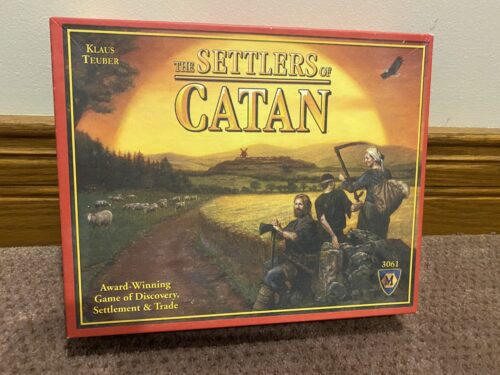 KLAUS
TEUBER
THE SETTLERS OF
CATAN
Award-Winning
Game of Discovery,
Settlement & Trade
3061
M